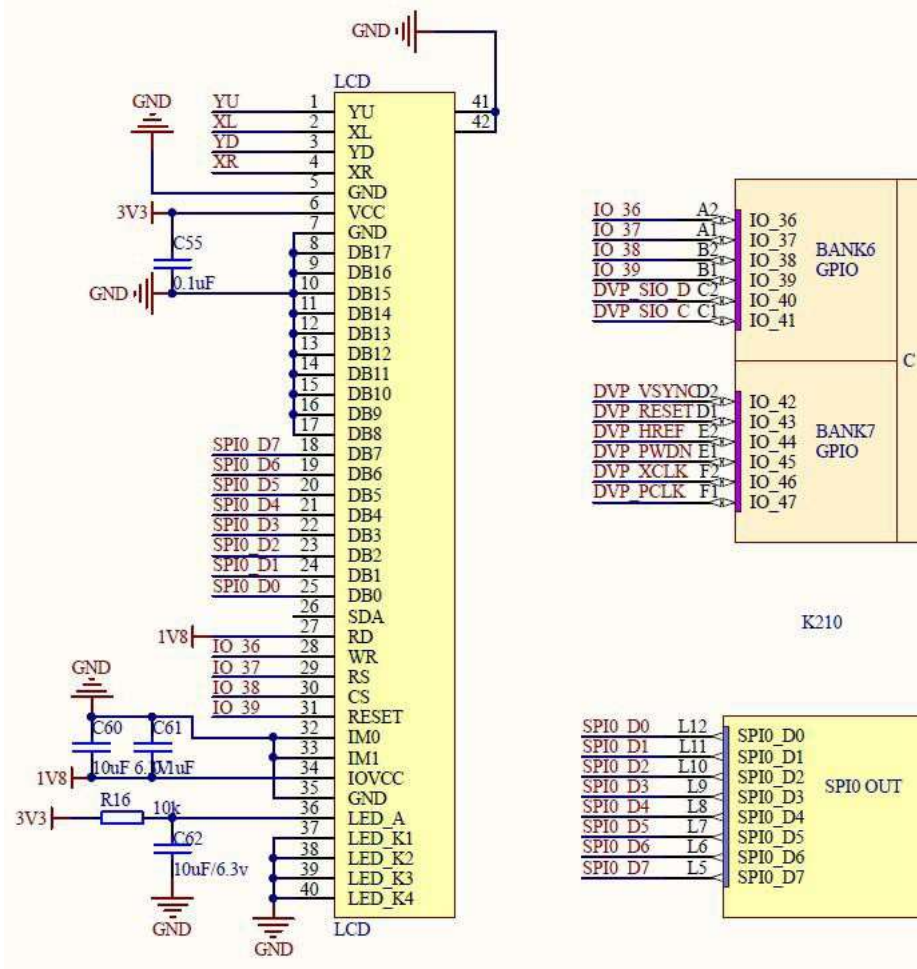 GND
LCD
YU 1 YU 41
XL 2 XL 42
YD 3 YD
XR 4 XR
GND
5 GND
3V3 6 VCC
7 GND
C55
8 DB17
9 DB16
GND 0.1uF 10 DB15
11 DB14
12 DB13
13 DB12
14 DB11
15 DB10
16 DB9
17 DB8
SPI0_D7 18 DB7
SPI0_D6 19 DB6
SPI0_D5 20 DB5
SPI0_D4 21 DB4
SPI0_D3 22 DB3
SPI0_D2 23 DB2
SPI0_D1 24 DB1
SPI0_D0 25 DB0
26 SDA
1V8 27 RD
IO_36 28 WR
IO_37 29 RS
IO_38 30 CS
IO_39 31 RESET
GND
C60 C61 32 IM0
33 IM1
10uF 6.3V
1V8 34 IOVCC
35 GND
R16
3V3 10k 36 LED_A
C62
37 LED_K1
38 LED_K2
10uF/6.3v 39 LED_K3
40 LED_K4
GND
GND
LCD
IO_36 A2 IO_36
IO_37 A1 IO_37
IO_38 B2 IO_38
IO_39 B1 IO_39
DVP_SIO_D C2 IO_40
DVP_SIO_C C1 IO_41
BANK6
GPIO
C
DVP_VSYNC D2 IO_42
DVP_RESET D1 IO_43
DVP_HREF E2 IO_44
DVP_PWDN E1 IO_45
DVP_XCLK F2 IO_46
DVP_PCLK F1 IO_47
BANK7
GPIO
K210
SPI0_D0 L12 SPI0_D0
SPI0_D1 L11 SPI0_D1
SPI0_D2 L10 SPI0_D2
SPI0_D3 L9 SPI0_D3
SPI0_D4 L8 SPI0_D4
SPI0_D5 L7 SPI0_D5
SPI0_D6 L6 SPI0_D6
SPI0_D7 L5 SPI0_D7
SPI0 OUT